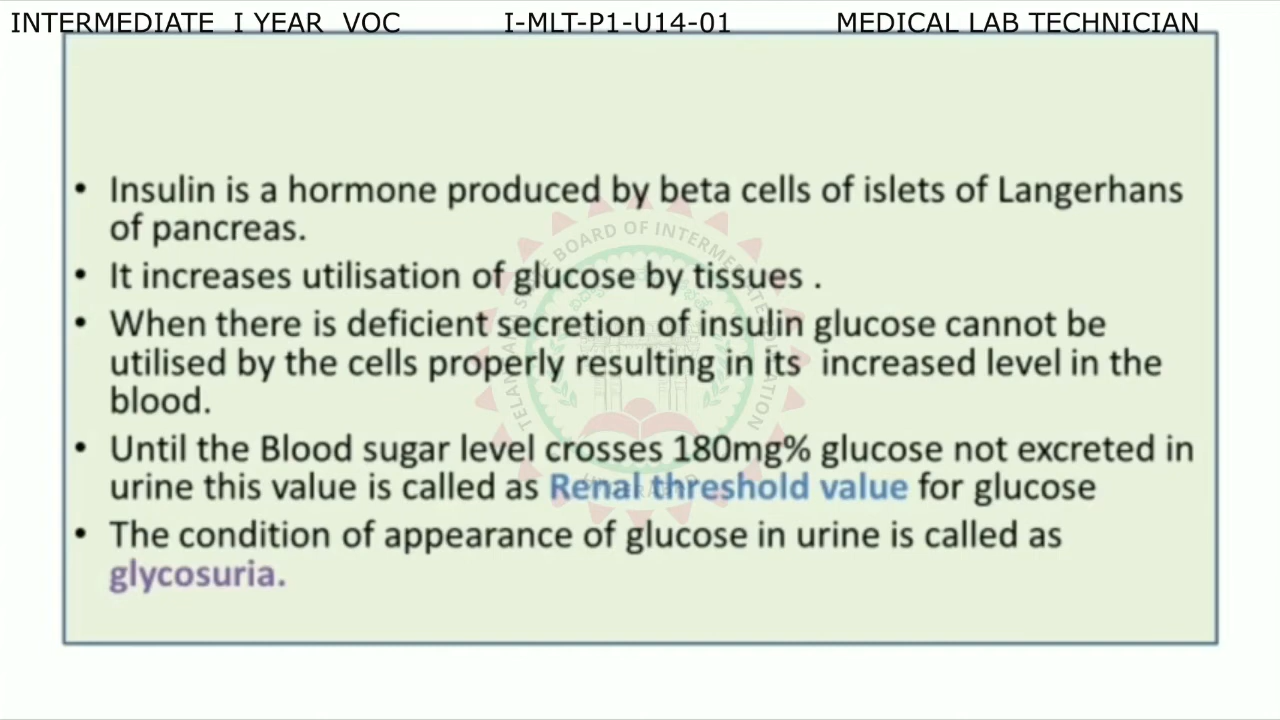 INTERMEDIATE I YEAR VOC I-MLT-P1-U14-01 MEDICAL LAB TECHNICIAN
• Insulin is a hormone produced by beta cells of islets of Langerhans
of pancreas.
• It increases utilisation of glucose by tissues .
• When there is deficient secretion of insulin glucose cannot be
utilised by the cells properly resulting in its increased level in the
blood.
• Until the Blood sugar level crosses 180mg% glucose not excreted in
urine this value is called as Renal threshold value for glucose
• The condition of appearance of glucose in urine is called as
glycosuria.